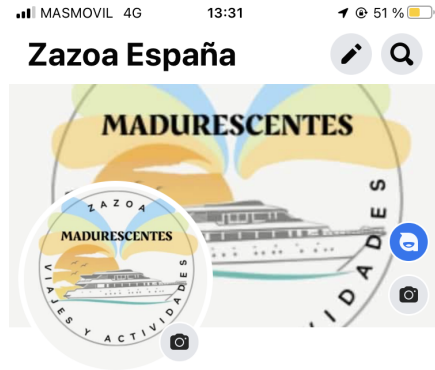 MASMOVIL 4G 13:31 51 %
Zazoa España
MADURESCENTES
ZAZOA
MADURESCENTES
VIAJES Y ACTIVIDADES
IDADES